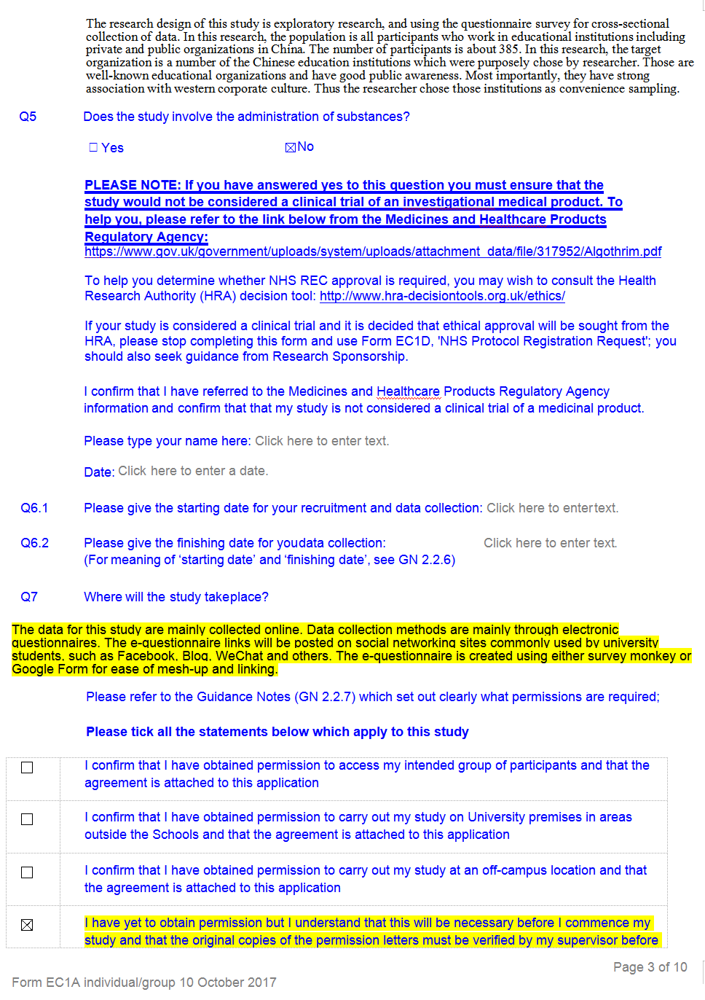 The research design of this study is exploratory research, and using the questionnaire survey for cross-sectional
collection of data. In this research, the population is all participants who work in educational institutions including
private and public organizations in China. The number of participants is about 385. In this research, the target
organization is a number of the Chinese education institutions which were purposely chose by researcher. Those are
well-known educational organizations and have good public awareness. Most importantly, they have strong
association with western corporate culture. Thus the researcher chose those institutions as convenience sampling.
Q5 Does the study involve the administration of substances?
☐ Yes ☒No
PLEASE NOTE: If you have answered yes to this question you must ensure that the
study would not be considered a clinical trial of an investigational medical product. To
help you, please refer to the link below from the Medicines and Healthcare Products
Regulatory Agency:
https://www.gov.uk/government/uploads/system/uploads/attachment_data/file/317952/Algothrim.pdf
To help you determine whether NHS REC approval is required, you may wish to consult the Health
Research Authority (HRA) decision tool: http://www.hra-decisiontools.org.uk/ethics/
If your study is considered a clinical trial and it is decided that ethical approval will be sought from the
HRA, please stop completing this form and use Form EC1D, 'NHS Protocol Registration Request'; you
should also seek guidance from Research Sponsorship.
I confirm that I have referred to the Medicines and Healthcare Products Regulatory Agency
information and confirm that that my study is not considered a clinical trial of a medicinal product.
Please type your name here: Click here to enter text.
Date: Click here to enter a date.
Q6.1 Please give the starting date for your recruitment and data collection: Click here to entertext.
Q6.2 Please give the finishing date for youdata collection: Click here to enter text.
(For meaning of ‘starting date’ and ‘finishing date’, see GN 2.2.6)
Q7 Where will the study takeplace?
The data for this study are mainly collected online. Data collection methods are mainly through electronic
questionnaires. The e-questionnaire links will be posted on social networking sites commonly used by university
students, such as Facebook, Blog, WeChat and others. The e-questionnaire is created using either survey monkey or
Google Form for ease of mesh-up and linking.
Please refer to the Guidance Notes (GN 2.2.7) which set out clearly what permissions are required;
Please tick all the statements below which apply to this study
☐ I confirm that I have obtained permission to access my intended group of participants and that the
agreement is attached to this application
☐ I confirm that I have obtained permission to carry out my study on University premises in areas
outside the Schools and that the agreement is attached to this application
☐ I confirm that I have obtained permission to carry out my study at an off-campus location and that
the agreement is attached to this application
☒ I have yet to obtain permission but I understand that this will be necessary before I commence my
study and that the original copies of the permission letters must be verified by my supervisor before
Page 3 of 10
Form EC1A individual/group 10 October 2017